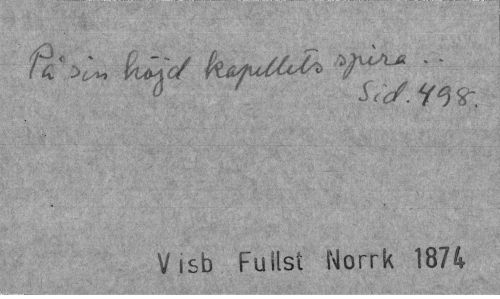 På sin höjd kapellets spira ..
Sid. 498.
Visb Fullst Norrk 1874